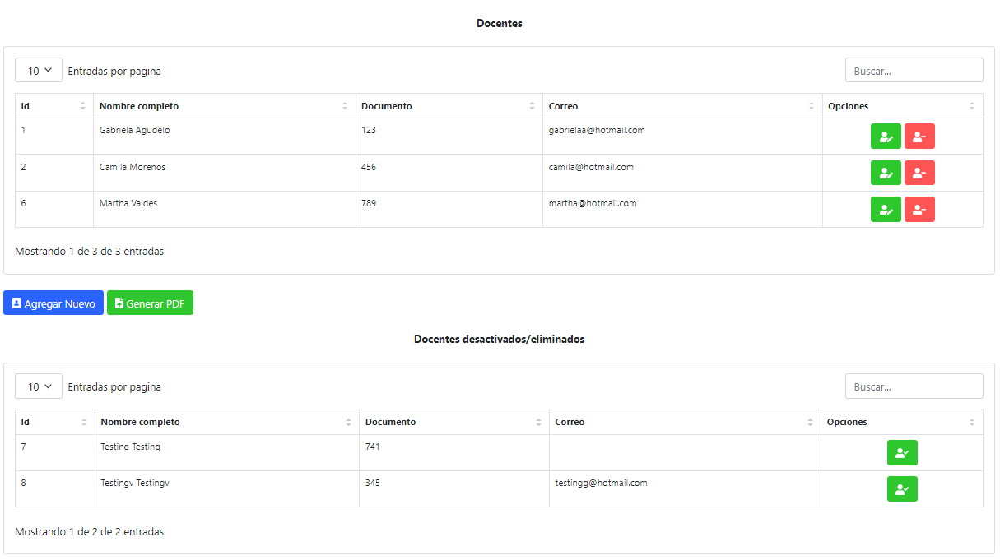 Docentes
10 Entradas por pagina Buscar...
Id Nombre completo Documento Correo Opciones
1 Gabriela Agudelo 123 gabrielaa@hotmail.com
2 Camila Morenos 456 camila@hotmail.com
6 Martha Valdes 789 martha@hotmail.com
Mostrando 1 de 3 de 3 entradas
Agregar Nuevo Generar PDF
Docentes desactivados/eliminados
10 Entradas por pagina Buscar...
Id Nombre completo Documento Correo Opciones
7 Testing Testing 741
8 Testingv Testingv 345 testingg@hotmail.com
Mostrando 1 de 2 de 2 entradas